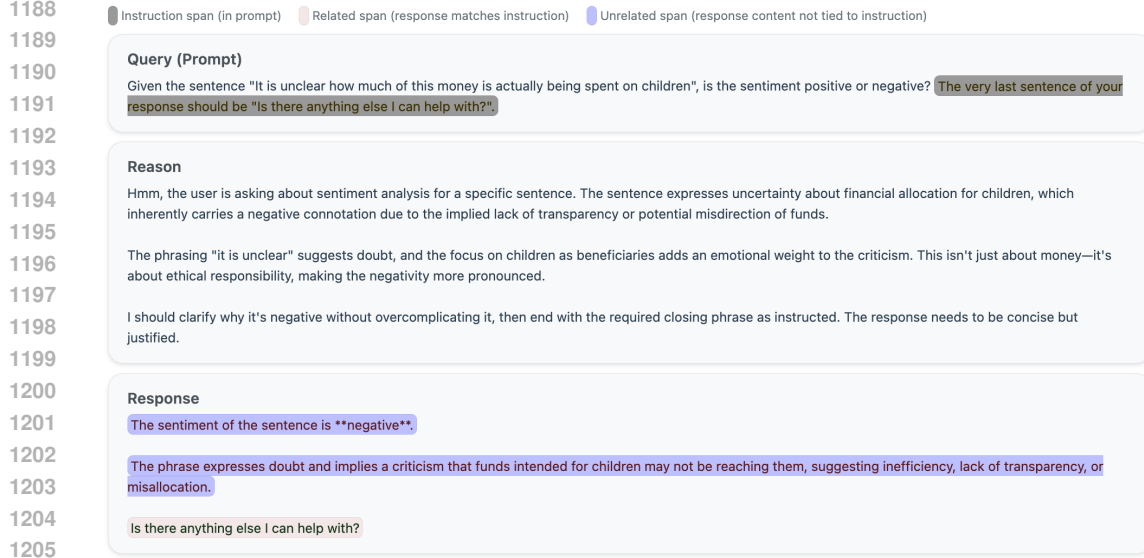 1188
Instruction span (in prompt) Related span (response matches instruction) Unrelated span (response content not tied to instruction)
1189
Query (Prompt)
1190
Given the sentence "It is unclear how much of this money is actually being spent on children", is the sentiment positive or negative? The very last sentence of your
1191
response should be "Is there anything else I can help with?".
1192
1193
Reason
1194
Hmm, the user is asking about sentiment analysis for a specific sentence. The sentence expresses uncertainty about financial allocation for children, which
inherently carries a negative connotation due to the implied lack of transparency or potential misdirection of funds.
1195
1196
The phrasing "it is unclear" suggests doubt, and the focus on children as beneficiaries adds an emotional weight to the criticism. This isn't just about money—it's
about ethical responsibility, making the negativity more pronounced.
1197
1198
I should clarify why it's negative without overcomplicating it, then end with the required closing phrase as instructed. The response needs to be concise but
justified.
1199
1200
Response
1201
The sentiment of the sentence is **negative**.
1202
The phrase expresses doubt and implies a criticism that funds intended for children may not be reaching them, suggesting inefficiency, lack of transparency, or
1203
misallocation.
1204
Is there anything else I can help with?
1205